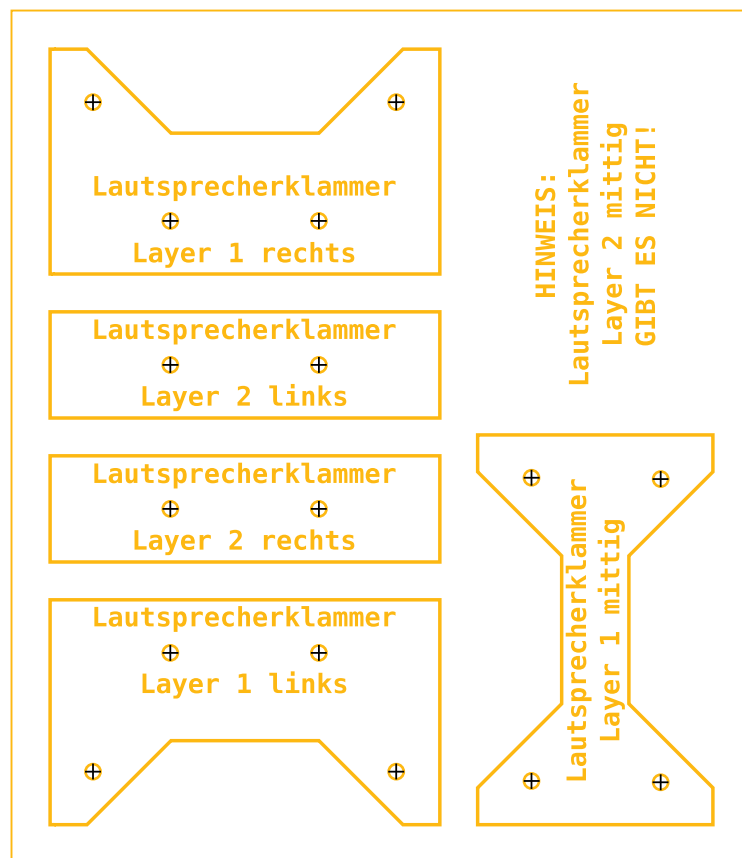 Lautsprecherklammer
Layer 1 rechts
Lautsprecherklammer
Layer 2 links
Lautsprecherklammer
Layer 2 rechts
Lautsprecherklammer
Layer 1 links
HINWEIS:
Lautsprecherklammer
Layer 2 mittig
GIBT ES NICHT!
Lautsprecherklammer
Layer 1 mittig